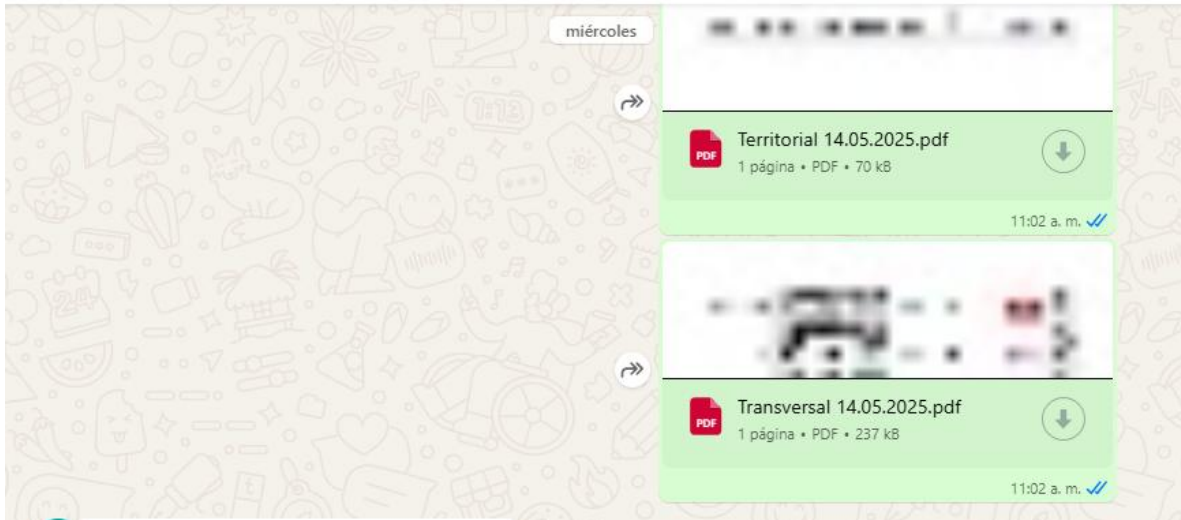 miércoles
PDF
Territorial 14.05.2025.pdf
1 página • PDF • 70 kB
11:02 a. m.
PDF
Transversal 14.05.2025.pdf
1 página • PDF • 237 kB
11:02 a. m.